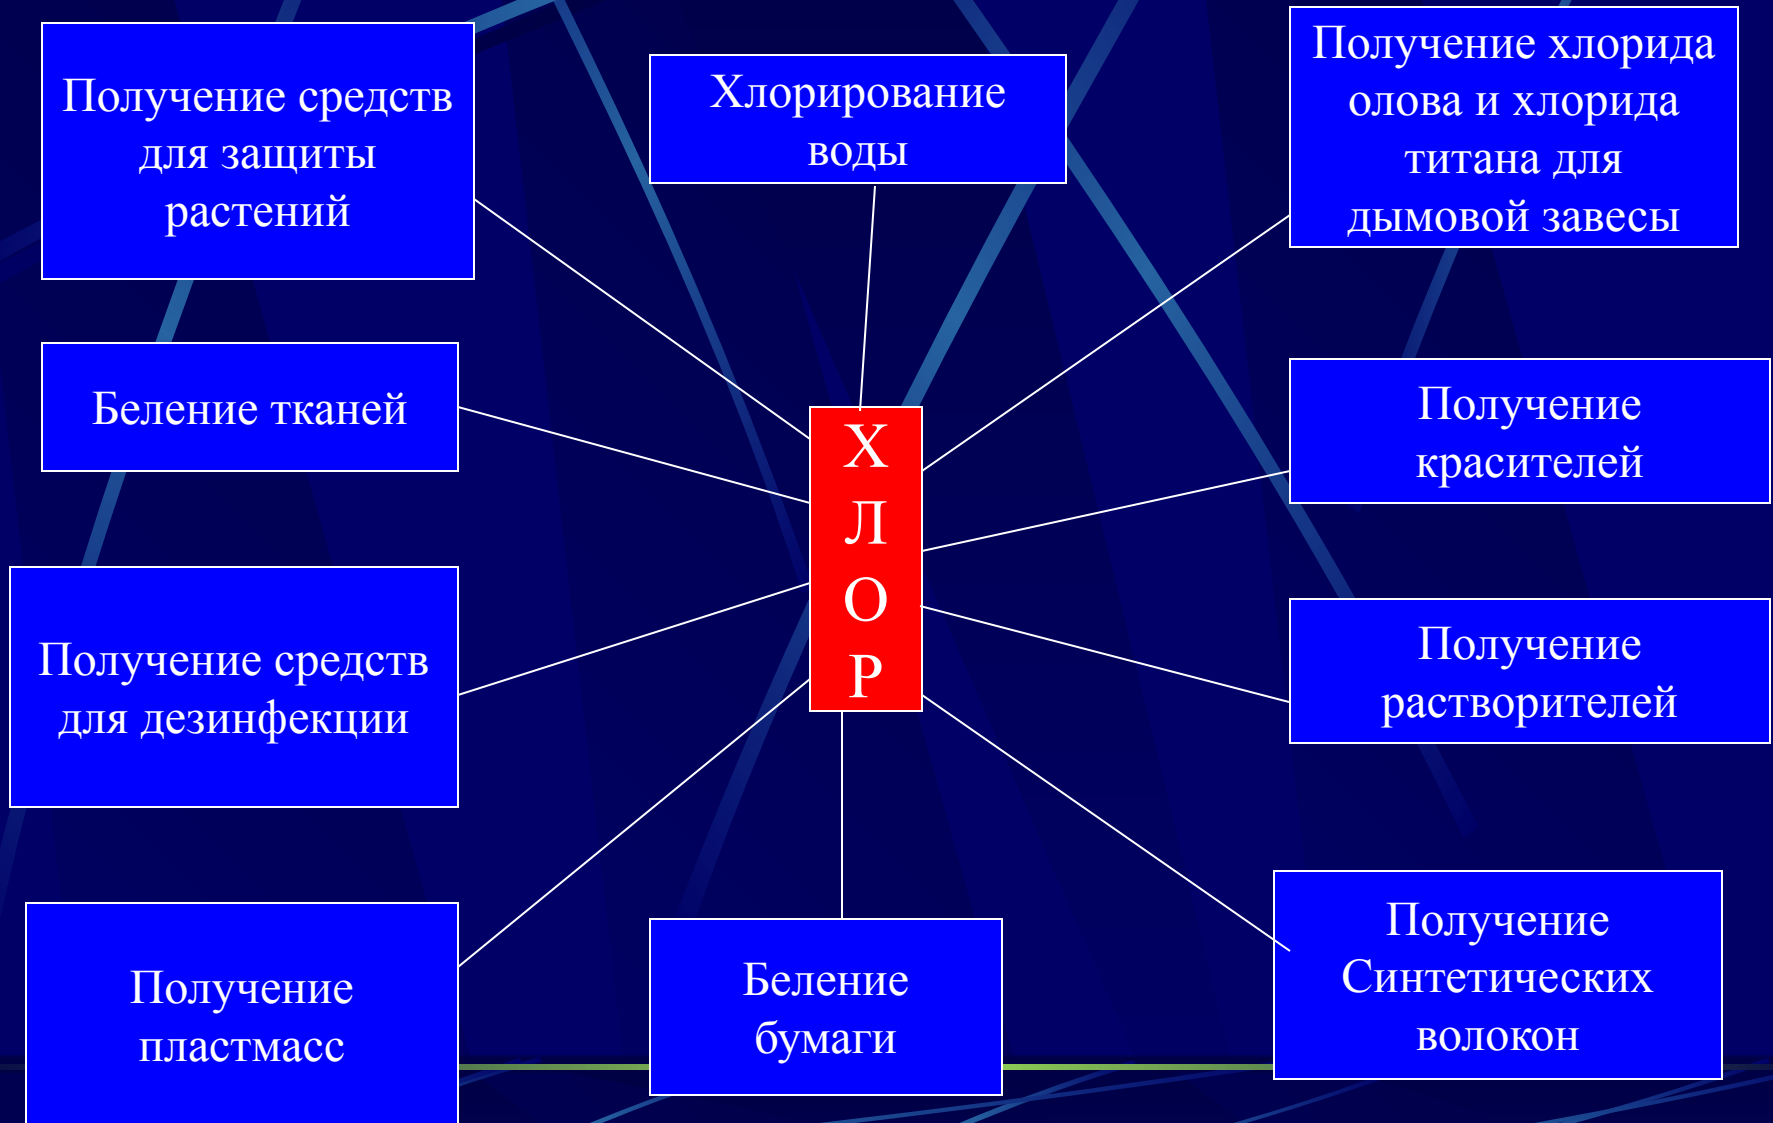 Получение средств
для защиты
растений
Хлорирование
воды
Получение хлорида
олова и хлорида
титана для
дымовой завесы
Беление тканей
Х
Л
О
Р
Получение
красителей
Получение средств
для дезинфекции
Получение
растворителей
Получение
пластмасс
Беление
бумаги
Получение
Синтетических
волокон